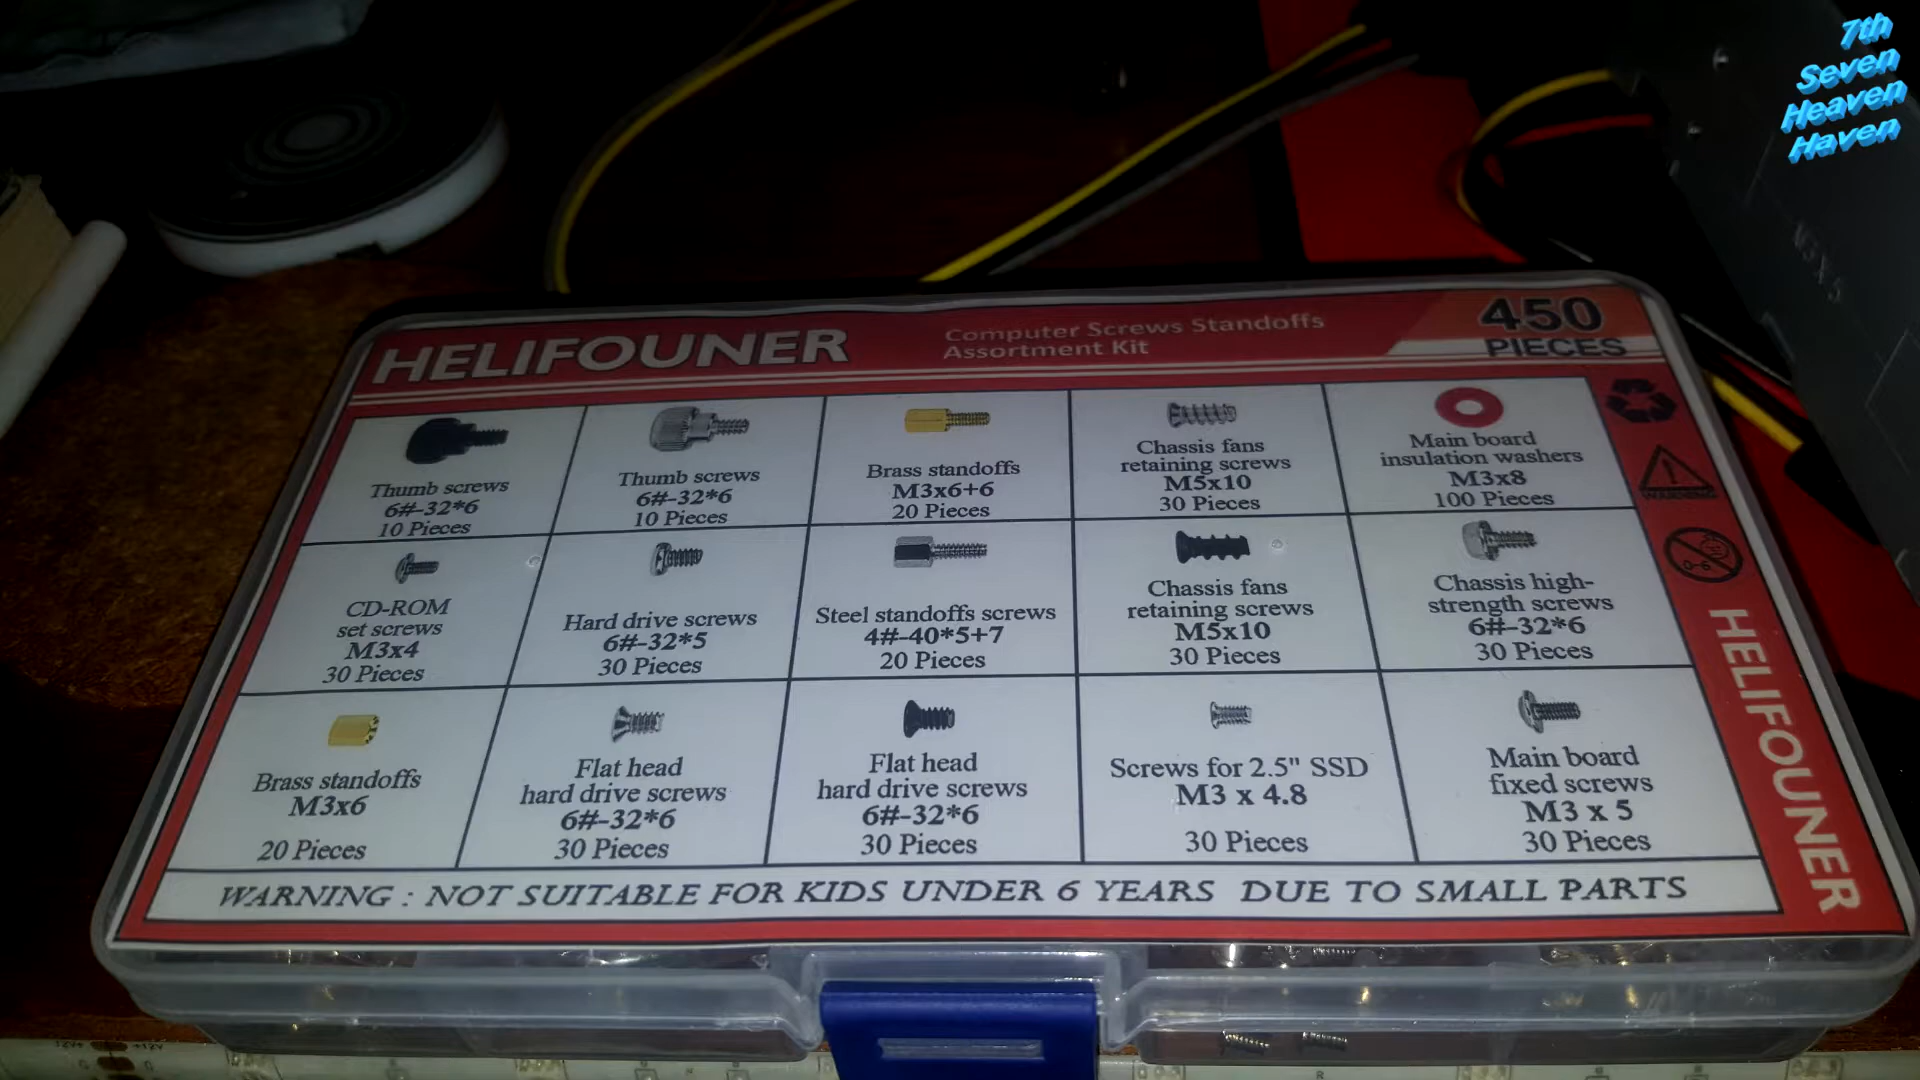 7th
Seven
Heaven
Haven
HELIFOUNER
Computer Screws Standoffs
Assortment Kit
450
PIECES
Thumb screws
6#-32*6
10 Pieces
Thumb screws
6#-32*6
10 Pieces
Brass standoffs
M3x6+6
20 Pieces
Chassis fans
retaining screws
M5x10
30 Pieces
Main board
insulation washers
M3x8
100 Pieces
WARNING
CD-ROM
set screws
M3x4
30 Pieces
Hard drive screws
6#-32*5
30 Pieces
Steel standoffs screws
4#-40*5+7
20 Pieces
Chassis fans
retaining screws
M5x10
30 Pieces
Chassis high-
strength screws
6#-32*6
30 Pieces
0-6
Brass standoffs
M3x6
20 Pieces
Flat head
hard drive screws
6#-32*6
30 Pieces
Flat head
hard drive screws
6#-32*6
30 Pieces
Screws for 2.5" SSD
M3 x 4.8
30 Pieces
Main board
fixed screws
M3 x 5
30 Pieces
HELIFOUNER
WARNING : NOT SUITABLE FOR KIDS UNDER 6 YEARS DUE TO SMALL PARTS
M3X5
+12V